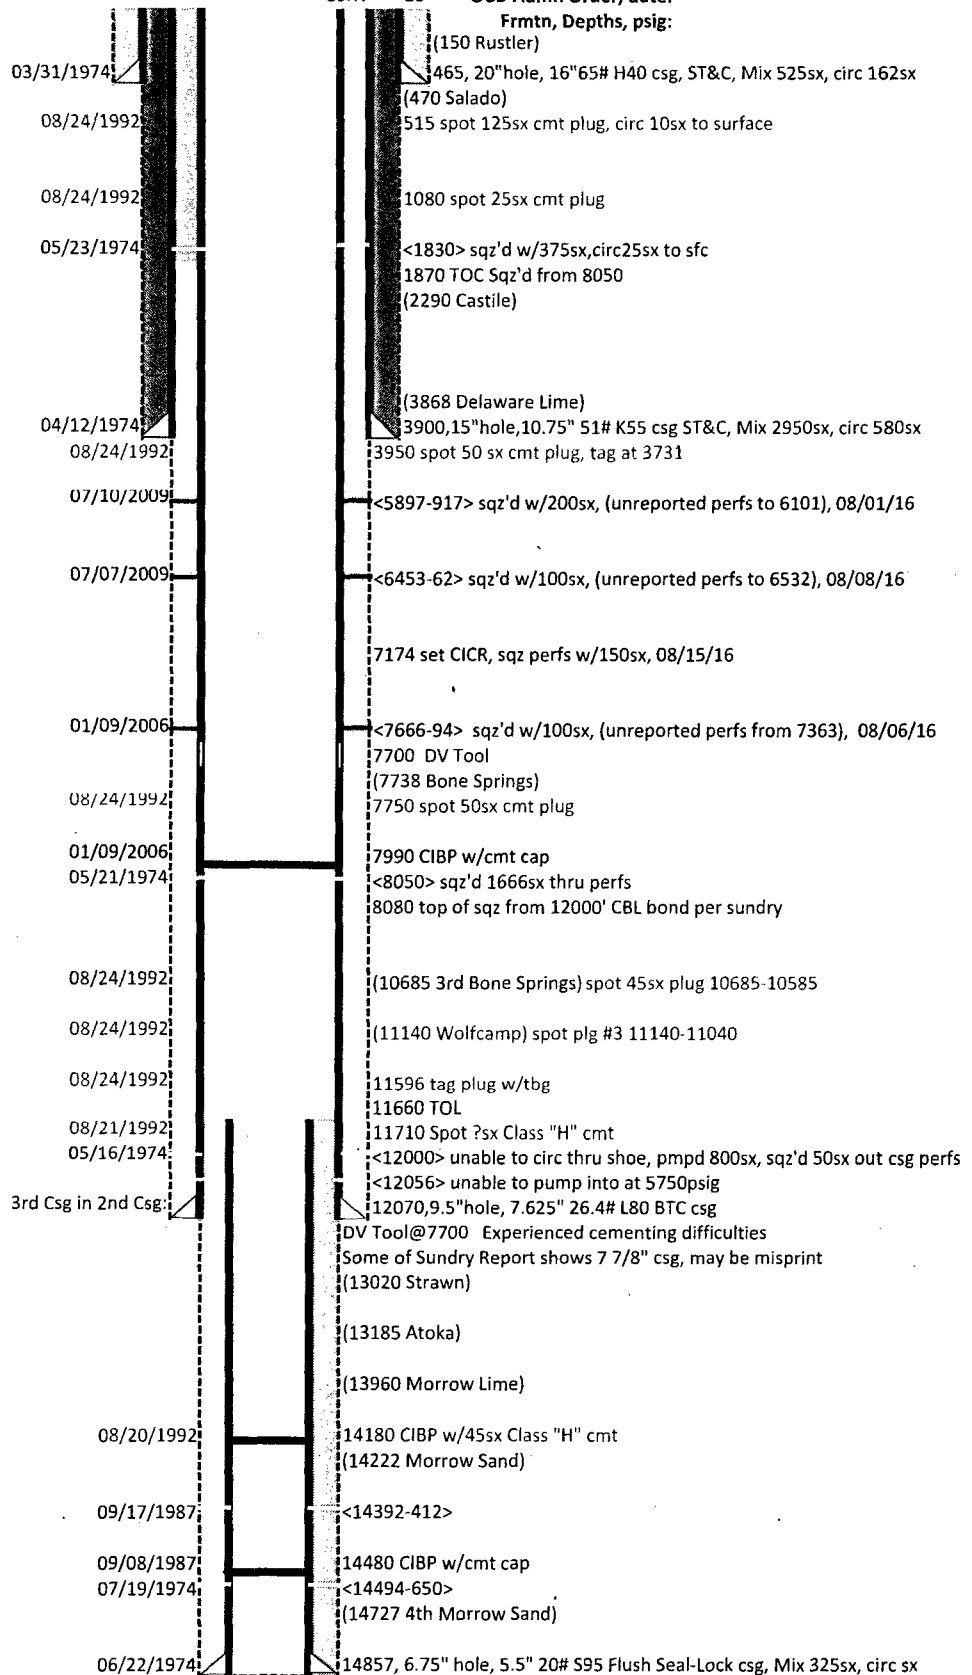 Frmtn, Depths, psig:
(150 Rustler)
03/31/1974 465, 20"hole, 16"65# H40 csg, ST&C, Mix 525sx, circ 162sx
(470 Salado)
08/24/1992 515 spot 125sx cmt plug, circ 10sx to surface
08/24/1992 1080 spot 25sx cmt plug
05/23/1974 <1830> sqz'd w/375sx,circ25sx to sfc
1870 TOC Sqz'd from 8050
(2290 Castile)
(3868 Delaware Lime)
04/12/1974 3900,15"hole,10.75" 51# K55 csg ST&C, Mix 2950sx, circ 580sx
08/24/1992 3950 spot 50 sx cmt plug, tag at 3731
07/10/2009 <5897-917> sqz'd w/200sx, (unreported perfs to 6101), 08/01/16
07/07/2009 <6453-62> sqz'd w/100sx, (unreported perfs to 6532), 08/08/16
7174 set CICR, sqz perfs w/150sx, 08/15/16
01/09/2006 <7666-94> sqz'd w/100sx, (unreported perfs from 7363), 08/06/16
7700 DV Tool
(7738 Bone Springs)
08/24/1992 7750 spot 50sx cmt plug
01/09/2006 7990 CIBP w/cmt cap
05/21/1974 <8050> sqz'd 1666sx thru perfs
8080 top of sqz from 12000' CBL bond per sundry
08/24/1992 (10685 3rd Bone Springs) spot 45sx plug 10685-10585
08/24/1992 (11140 Wolfcamp) spot plg #3 11140-11040
08/24/1992 11596 tag plug w/tbg
11660 TOL
08/21/1992 11710 Spot ?sx Class "H" cmt
05/16/1974 <12000> unable to circ thru shoe, pmpd 800sx, sqz'd 50sx out csg perfs
<12056> unable to pump into at 5750psig
3rd Csg in 2nd Csg: 12070,9.5"hole, 7.625" 26.4# L80 BTC csg
DV Tool@7700 Experienced cementing difficulties
Some of Sundry Report shows 7 7/8" csg, may be misprint
(13020 Strawn)
(13185 Atoka)
(13960 Morrow Lime)
08/20/1992 14180 CIBP w/45sx Class "H" cmt
(14222 Morrow Sand)
09/17/1987 <14392-412>
09/08/1987 14480 CIBP w/cmt cap
07/19/1974 <14494-650>
(14727 4th Morrow Sand)
06/22/1974 14857, 6.75" hole, 5.5" 20# S95 Flush Seal-Lock csg, Mix 325sx, circ sx